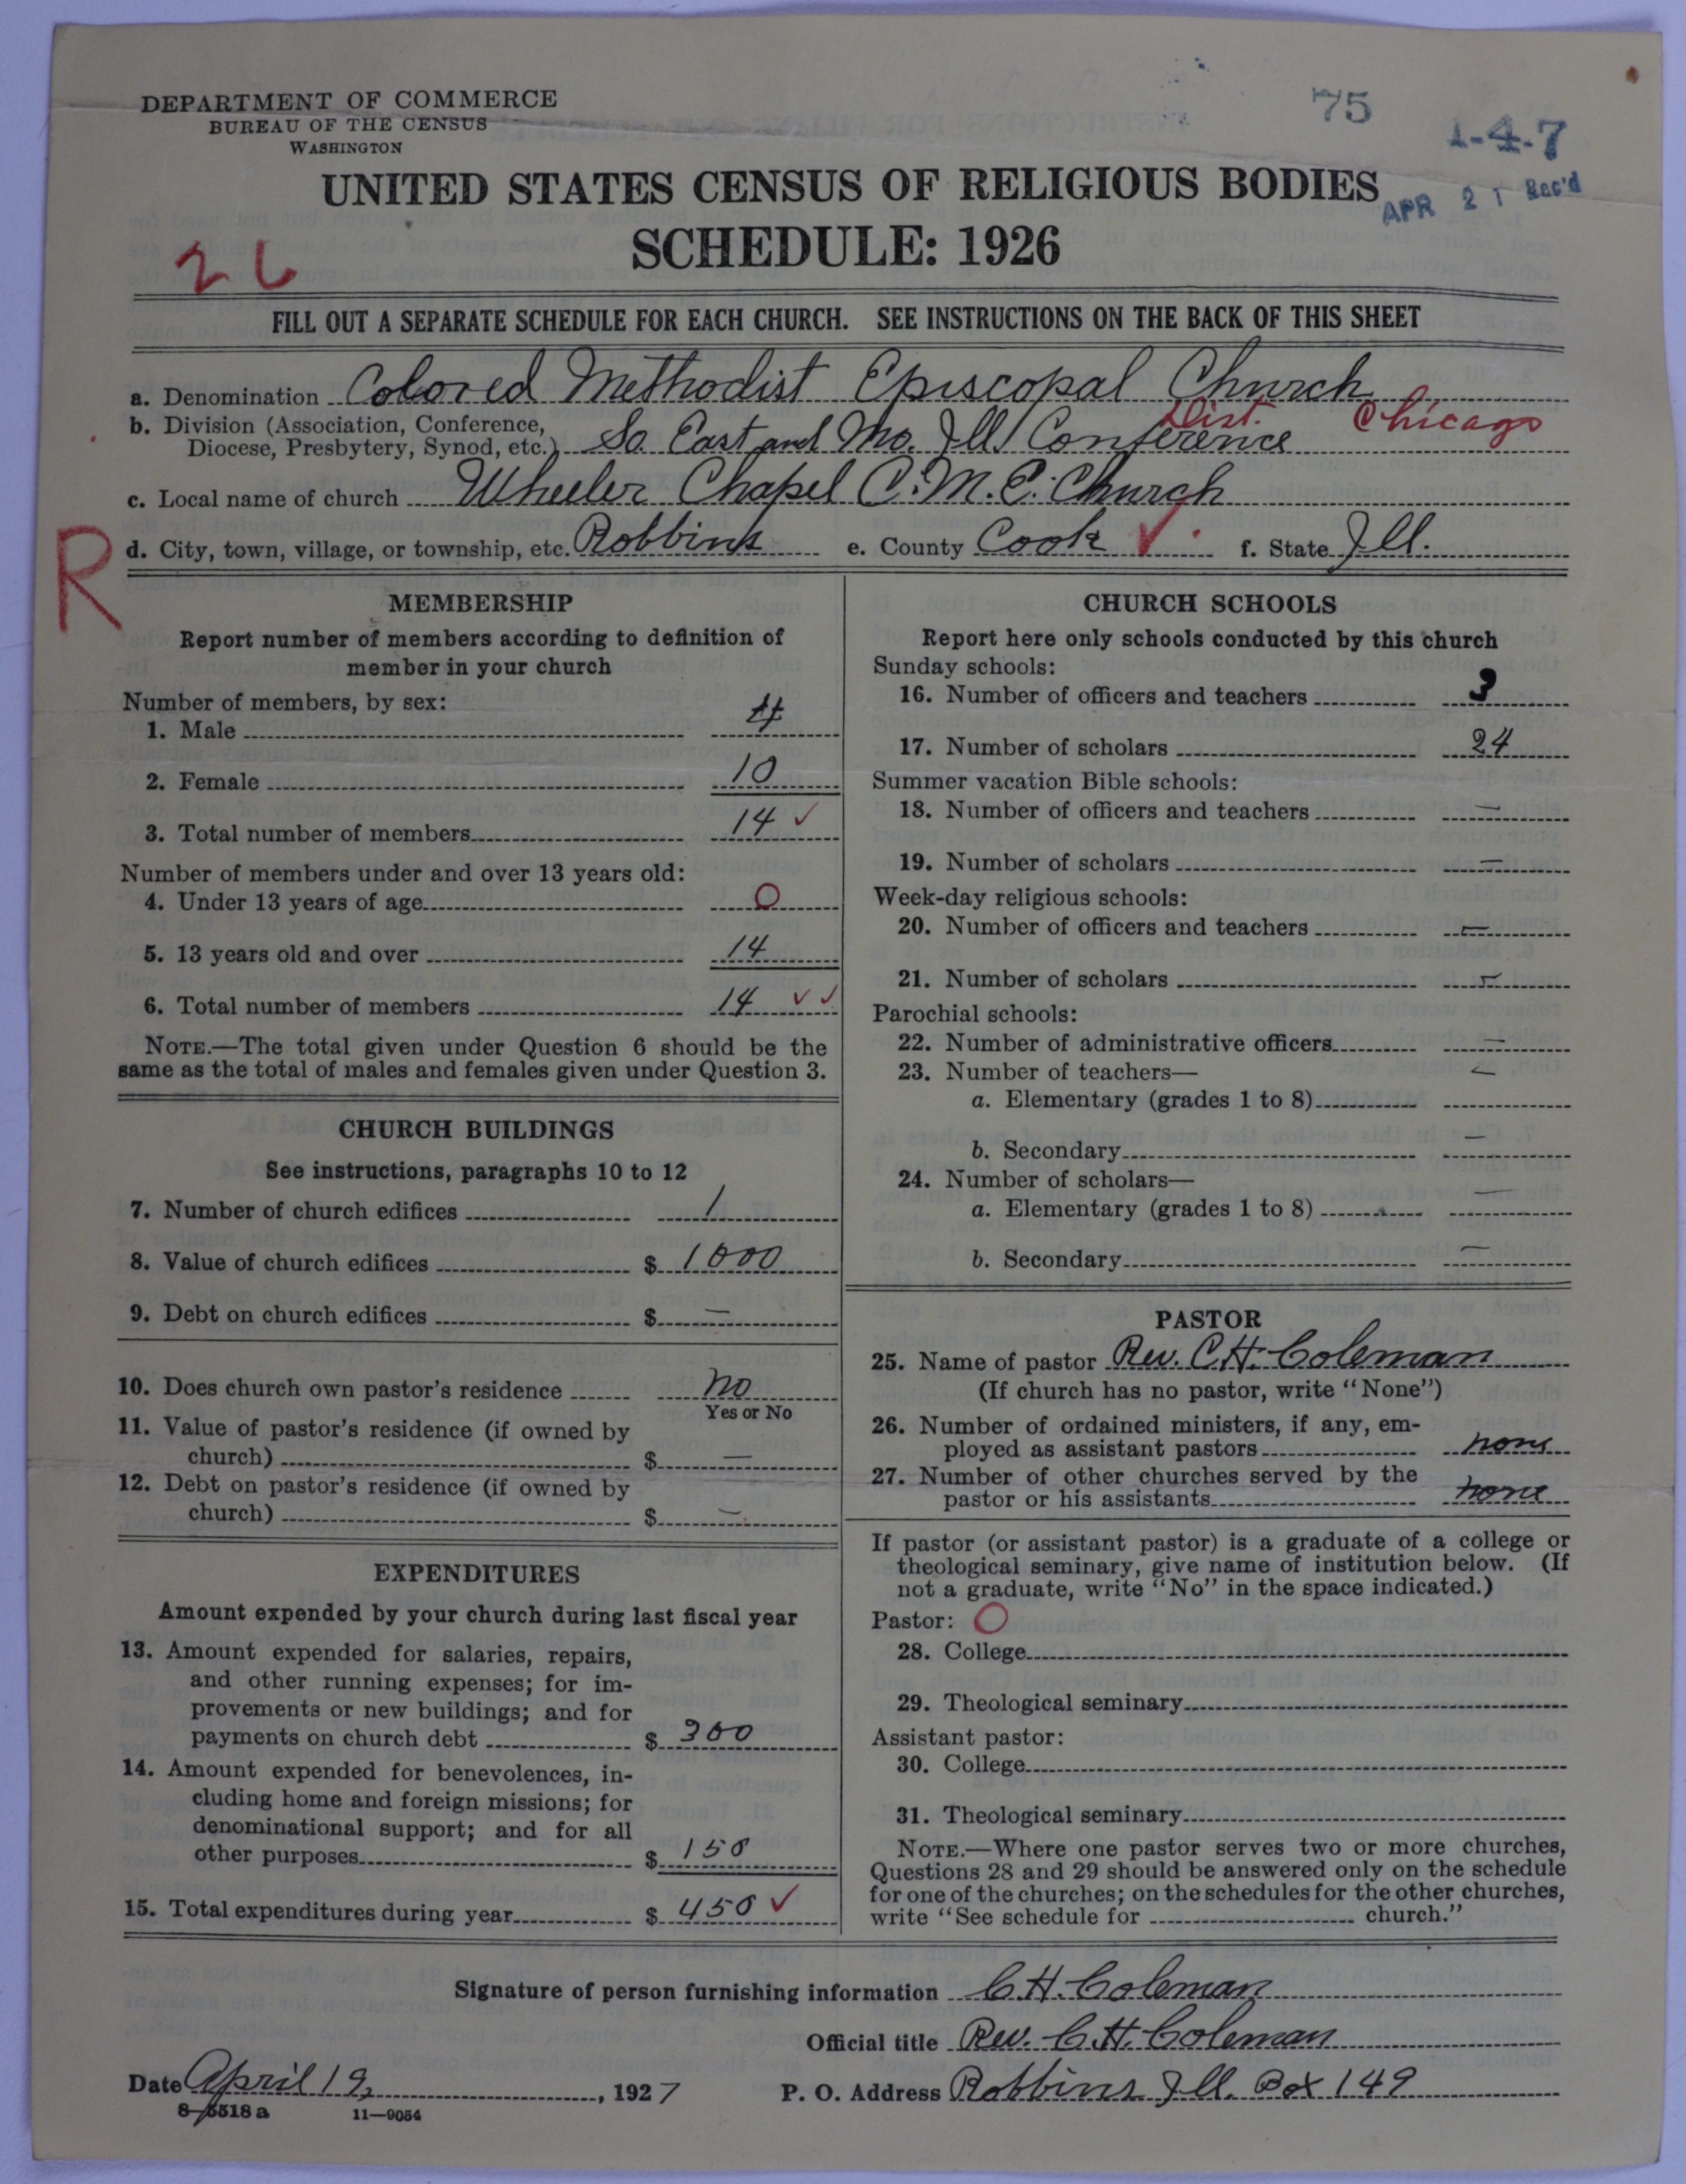 DEPARTMENT OF COMMERCE
BUREAU OF THE CENSUS
WASHINGTON
75
1-4-7
APR 21 Rec'd
UNITED STATES CENSUS OF RELIGIOUS BODIES
SCHEDULE: 1926
26
FILL OUT A SEPARATE SCHEDULE FOR EACH CHURCH. SEE INSTRUCTIONS ON THE BACK OF THIS SHEET
a. Denomination Colored Methodist Episcopal Church
b. Division (Association, Conference,
Diocese, Presbytery, Synod, etc.) So. East and Mo. Ill Conference Dist. Chicago
c. Local name of church Wheeler Chapel C.M.E. Church
R
d. City, town, village, or township, etc. Robbins e. County Cook ✓ f. State Ill.
MEMBERSHIP
Report number of members according to definition of
member in your church
Number of members, by sex:
1. Male 4
2. Female 10
3. Total number of members 14 ✓
Number of members under and over 13 years old:
4. Under 13 years of age 0
5. 13 years old and over 14
6. Total number of members 14 ✓ ✓
NOTE.—The total given under Question 6 should be the
same as the total of males and females given under Question 3.
CHURCH BUILDINGS
See instructions, paragraphs 10 to 12
7. Number of church edifices 1
8. Value of church edifices $ 1000
9. Debt on church edifices $ —
10. Does church own pastor's residence no
Yes or No
11. Value of pastor's residence (if owned by
church) $ —
12. Debt on pastor's residence (if owned by
church) $ —
EXPENDITURES
Amount expended by your church during last fiscal year
13. Amount expended for salaries, repairs,
and other running expenses; for im-
provements or new buildings; and for
payments on church debt $ 300
14. Amount expended for benevolences, in-
cluding home and foreign missions; for
denominational support; and for all
other purposes $ 150
15. Total expenditures during year $ 450 ✓
CHURCH SCHOOLS
Report here only schools conducted by this church
Sunday schools:
16. Number of officers and teachers 3
17. Number of scholars 24
Summer vacation Bible schools:
18. Number of officers and teachers —
19. Number of scholars —
Week-day religious schools:
20. Number of officers and teachers —
21. Number of scholars —
Parochial schools:
22. Number of administrative officers —
23. Number of teachers— —
a. Elementary (grades 1 to 8)
b. Secondary —
24. Number of scholars—
a. Elementary (grades 1 to 8) —
b. Secondary —
PASTOR
25. Name of pastor Rev. C.H. Coleman
(If church has no pastor, write "None")
26. Number of ordained ministers, if any, em-
ployed as assistant pastors none
27. Number of other churches served by the
pastor or his assistants none
If pastor (or assistant pastor) is a graduate of a college or
theological seminary, give name of institution below. (If
not a graduate, write "No" in the space indicated.)
Pastor: O
28. College
29. Theological seminary
Assistant pastor:
30. College
31. Theological seminary
NOTE.—Where one pastor serves two or more churches,
Questions 28 and 29 should be answered only on the schedule
for one of the churches; on the schedules for the other churches,
write "See schedule for church."
Signature of person furnishing information C.H. Coleman
Official title Rev. C.H. Coleman
Date April 19, 1927 P. O. Address Robbins Ill. Box 149
8-5518 a 11—9054